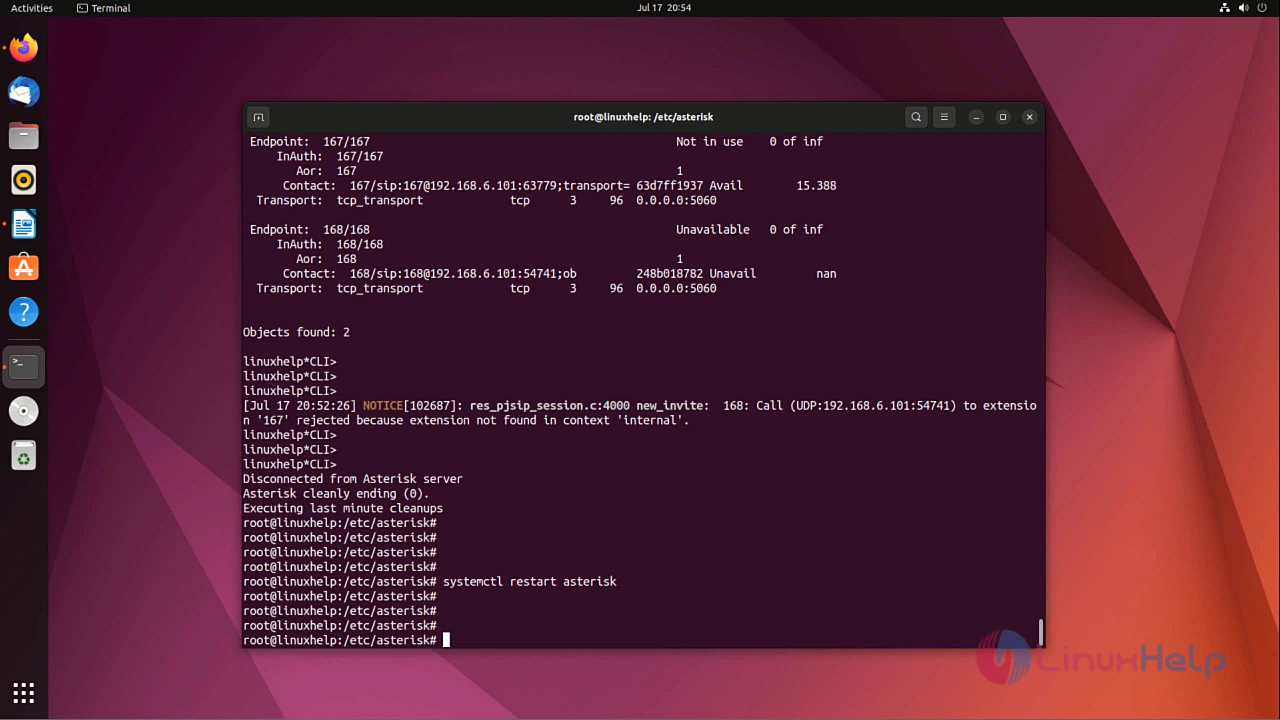 Activities Terminal Jul 17 20:54
root@linuxhelp: /etc/asterisk
Endpoint: 167/167 Not in use 0 of inf
InAuth: 167/167
Aor: 167 1
Contact: 167/sip:167@192.168.6.101:63779;transport= 63d7ff1937 Avail 15.388
Transport: tcp_transport tcp 3 96 0.0.0.0:5060
Endpoint: 168/168 Unavailable 0 of inf
InAuth: 168/168
Aor: 168 1
Contact: 168/sip:168@192.168.6.101:54741;ob 248b018782 Unavail nan
Transport: tcp_transport tcp 3 96 0.0.0.0:5060
Objects found: 2
linuxhelp*CLI>
linuxhelp*CLI>
linuxhelp*CLI>
[Jul 17 20:52:26] NOTICE[102687]: res_pjsip_session.c:4000 new_invite: 168: Call (UDP:192.168.6.101:54741) to extensio
n '167' rejected because extension not found in context 'internal'.
linuxhelp*CLI>
linuxhelp*CLI>
linuxhelp*CLI>
Disconnected from Asterisk server
Asterisk cleanly ending (0).
Executing last minute cleanups
root@linuxhelp:/etc/asterisk#
root@linuxhelp:/etc/asterisk#
root@linuxhelp:/etc/asterisk#
root@linuxhelp:/etc/asterisk#
root@linuxhelp:/etc/asterisk# systemctl restart asterisk
root@linuxhelp:/etc/asterisk#
root@linuxhelp:/etc/asterisk#
root@linuxhelp:/etc/asterisk#
root@linuxhelp:/etc/asterisk#
LinuxHelp